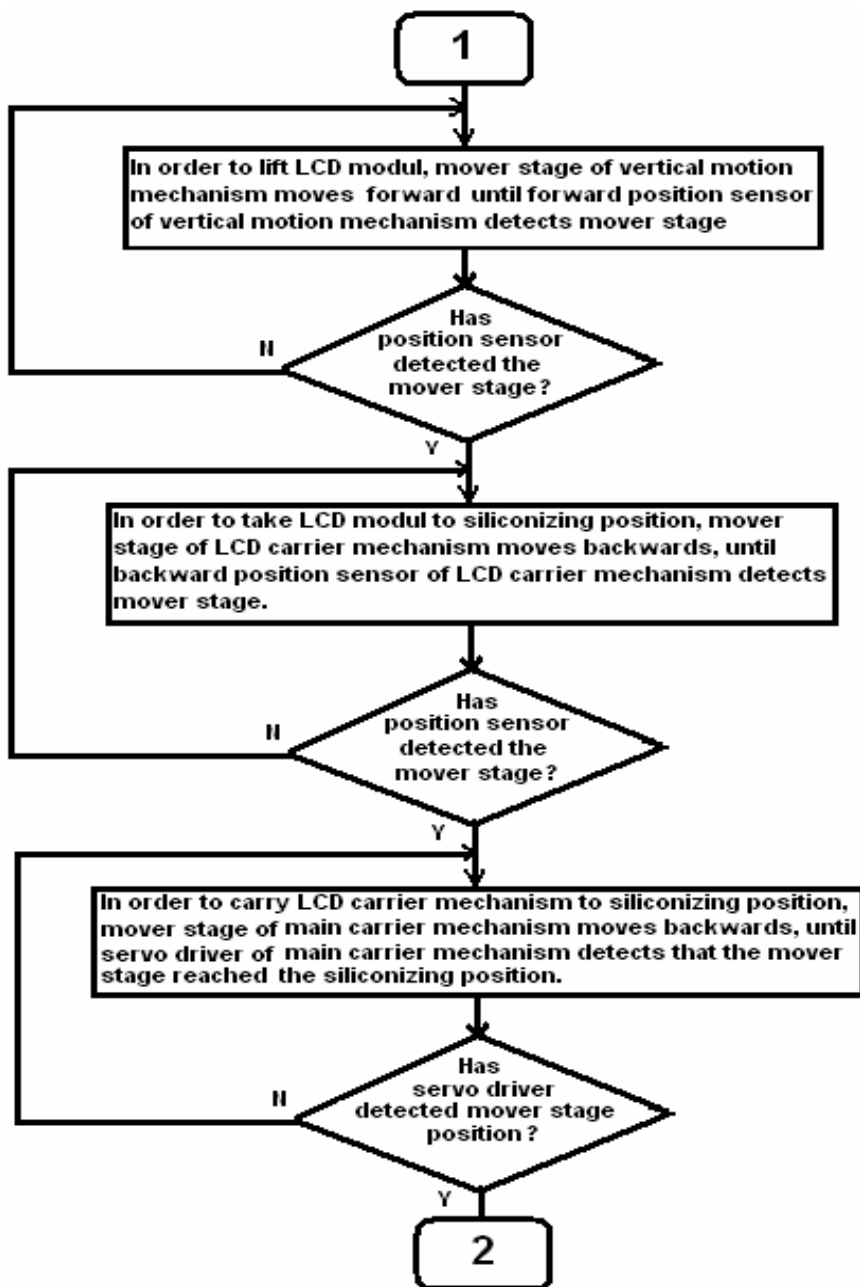 1
In order to lift LCD modul, mover stage of vertical motion
mechanism moves forward until forward position sensor
of vertical motion mechanism detects mover stage
Has
position sensor
detected the
mover stage?
N
Y
In order to take LCD modul to siliconizing position, mover
stage of LCD carrier mechanism moves backwards, until
backward position sensor of LCD carrier mechanism detects
mover stage.
Has
position sensor
detected the
mover stage?
N
Y
In order to carry LCD carrier mechanism to siliconizing position,
mover stage of main carrier mechanism moves backwards, until
servo driver of main carrier mechanism detects that the mover
stage reached the siliconizing position.
Has
servo driver
detected mover stage
position?
N
Y
2